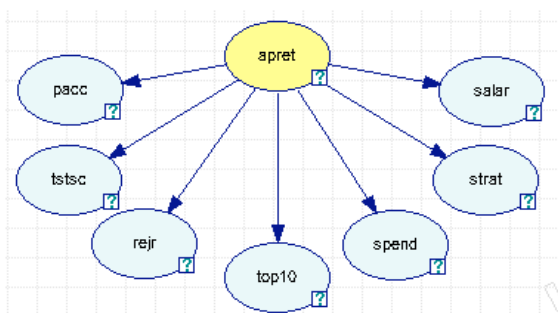 apret
?
pacc
?
salar
?
tstsc
?
strat
?
rejr
?
spend
?
top10
?